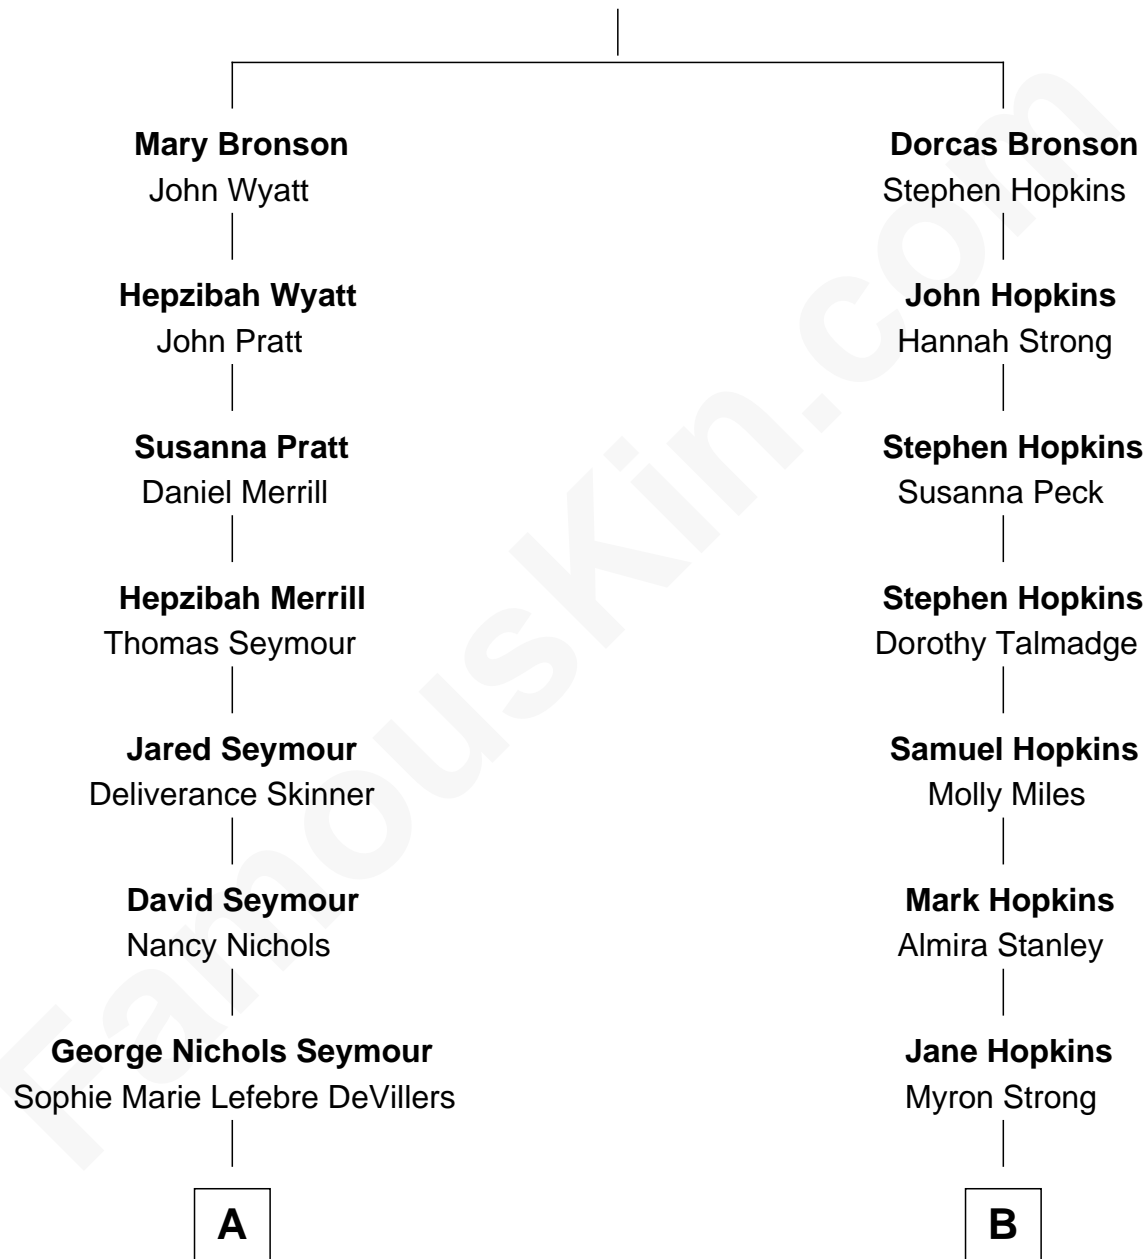 Mary Bronson
John Wyatt
Hepzibah Wyatt
John Pratt
Susanna Pratt
Daniel Merrill
Hepzibah Merrill
Thomas Seymour
Jared Seymour
Deliverance Skinner
David Seymour
Nancy Nichols
George Nichols Seymour
Sophie Marie Lefebre DeVillers
A
Dorcas Bronson
Stephen Hopkins
John Hopkins
Hannah Strong
Stephen Hopkins
Susanna Peck
Stephen Hopkins
Dorothy Talmadge
Samuel Hopkins
Molly Miles
Mark Hopkins
Almira Stanley
Jane Hopkins
Myron Strong
B
FamousKin.com